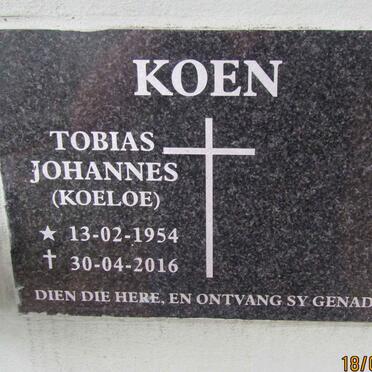 KOEN
TOBIAS
JOHANNES
(KOELOE)
★ 13-02-1954
✝ 30-04-2016
DIEN DIE HERE, EN ONTVANG SY GENAD
18/0